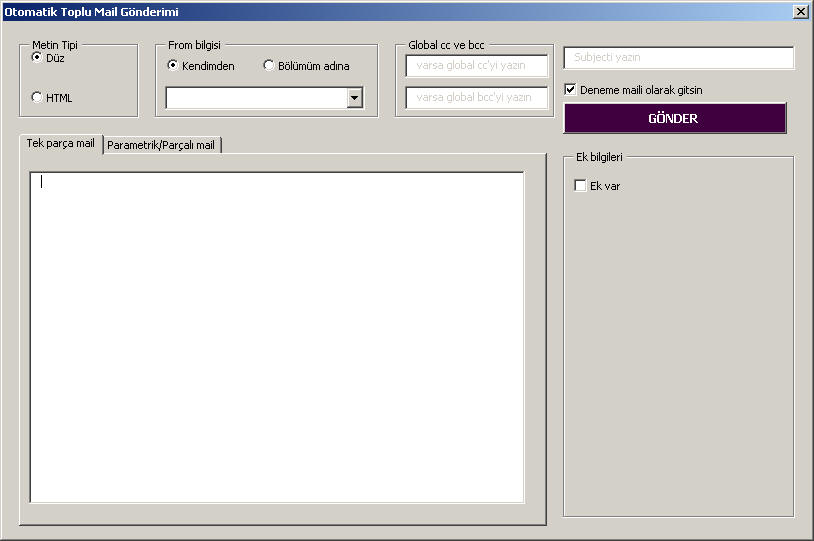 Otomatik Toplu Mail Gönderimi
Metin Tipi
Düz
HTML
From bilgisi
Kendimden
Bölümüm adına
Global cc ve bcc
varsa global cc'yi yazın
varsa global bcc'yi yazın
Subjecti yazın
Deneme maili olarak gitsin
GÖNDER
Tek parça mail
Parametrik/Parçalı mail
Ek bilgileri
Ek var